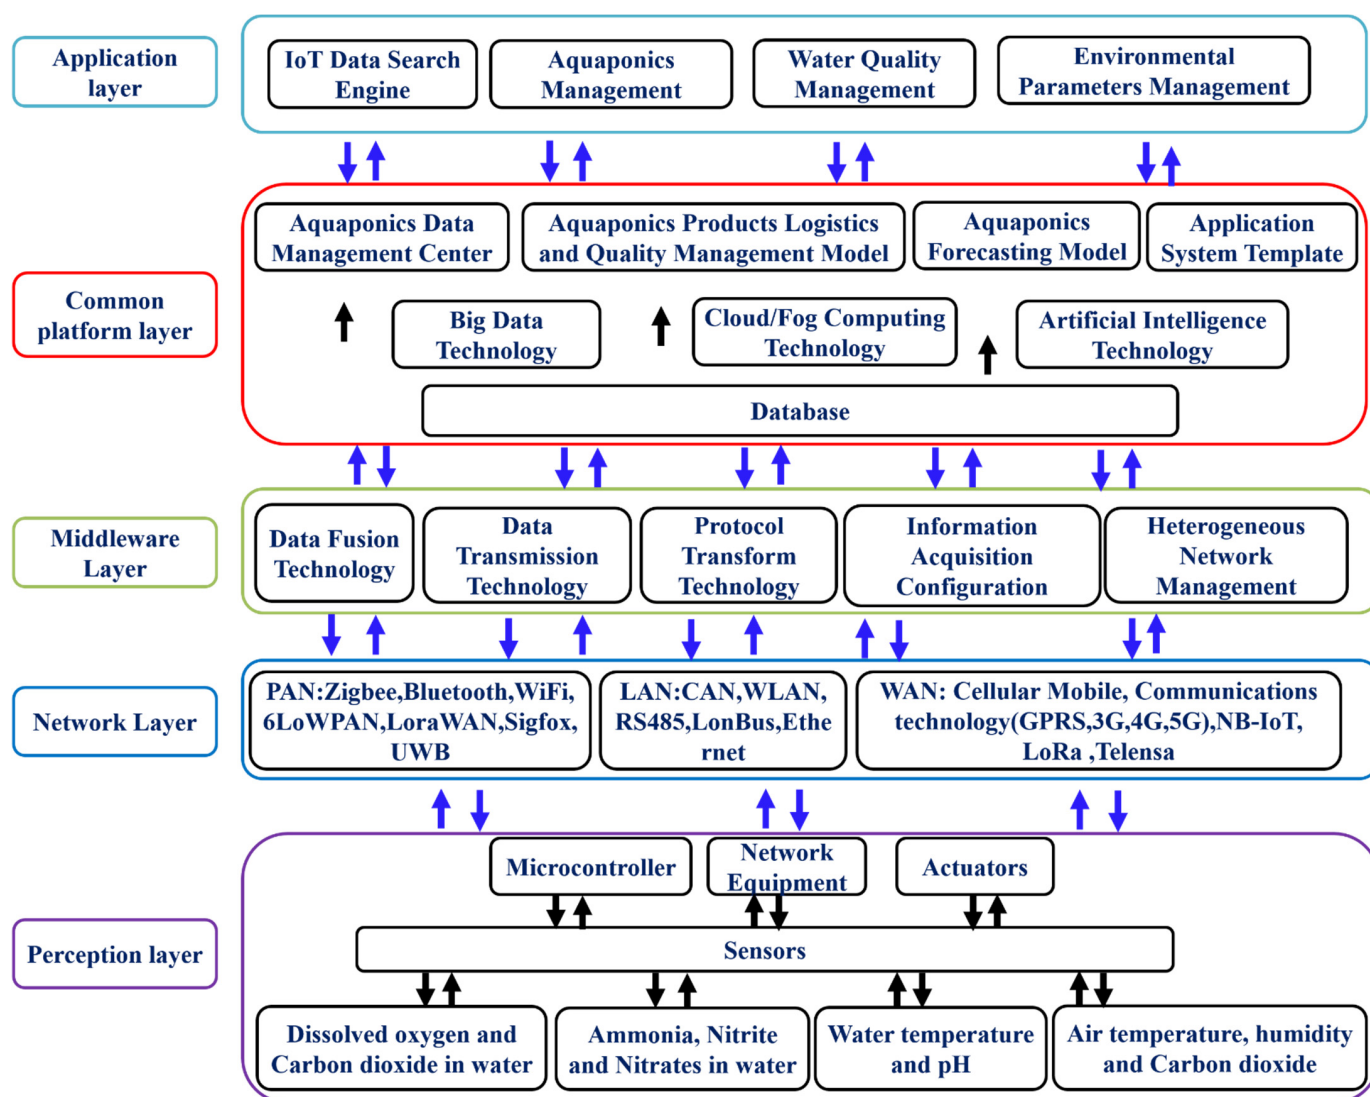 Application
layer
IoT Data Search
Engine
Aquaponics
Management
Water Quality
Management
Environmental
Parameters Management
Common
platform layer
Aquaponics Data
Management Center
Aquaponics Products Logistics
and Quality Management Model
Aquaponics
Forecasting Model
Application
System Template
Big Data
Technology
Cloud/Fog Computing
Technology
Artificial Intelligence
Technology
Database
Middleware
Layer
Data Fusion
Technology
Data
Transmission
Technology
Protocol
Transform
Technology
Information
Acquisition
Configuration
Heterogeneous
Network
Management
Network Layer
PAN:Zigbee,Bluetooth,WiFi,
6LoWPAN,LoraWAN,Sigfox,
UWB
LAN:CAN,WLAN,
RS485,LonBus,Ethe
rnet
WAN: Cellular Mobile, Communications
technology(GPRS,3G,4G,5G),NB-IoT,
LoRa ,Telensa
Perception layer
Microcontroller
Network
Equipment
Actuators
Sensors
Dissolved oxygen and
Carbon dioxide in water
Ammonia, Nitrite
and Nitrates in water
Water temperature
and pH
Air temperature, humidity
and Carbon dioxide